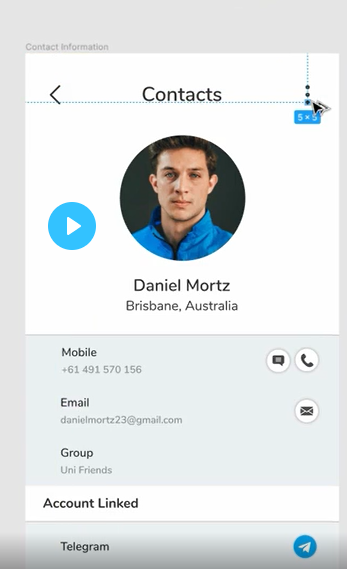 Contact Information
Contacts
5 × 5
Daniel Mortz
Brisbane, Australia
Mobile
+61 491 570 156
Email
danielmortz23@gmail.com
Group
Uni Friends
Account Linked
Telegram